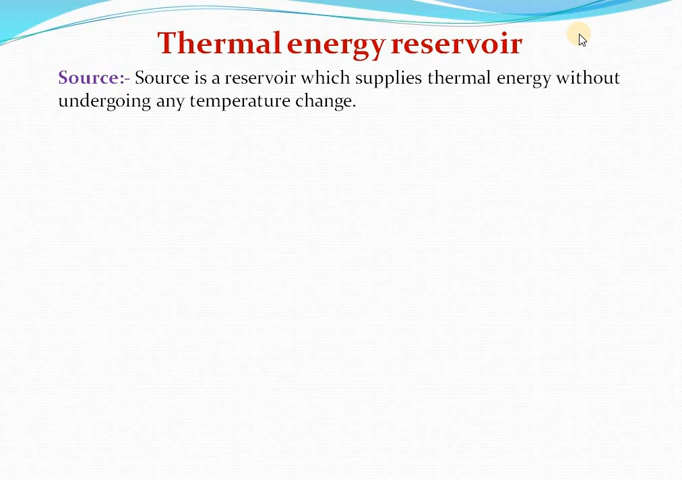 Thermal energy reservoir
Source:- Source is a reservoir which supplies thermal energy without
undergoing any temperature change.